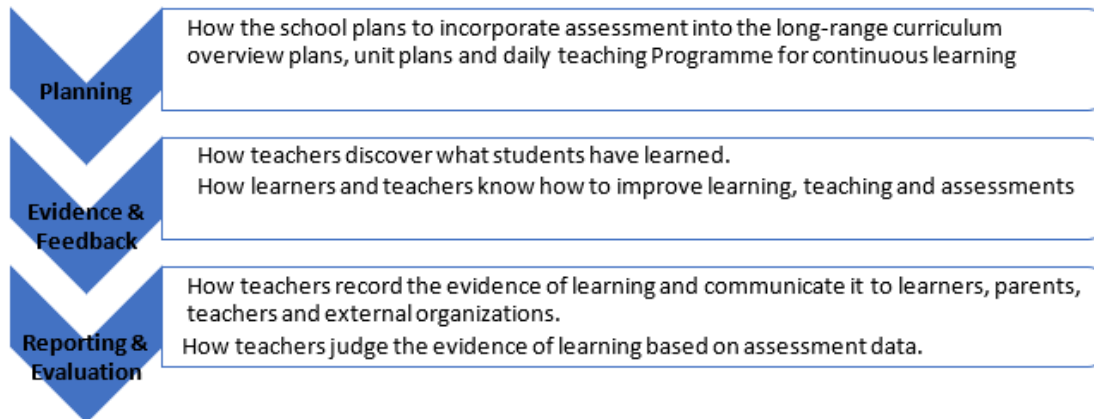 Planning
How the school plans to incorporate assessment into the long-range curriculum
overview plans, unit plans and daily teaching Programme for continuous learning
Evidence &
Feedback
How teachers discover what students have learned.
How learners and teachers know how to improve learning, teaching and assessments
Reporting &
Evaluation
How teachers record the evidence of learning and communicate it to learners, parents,
teachers and external organizations.
How teachers judge the evidence of learning based on assessment data.